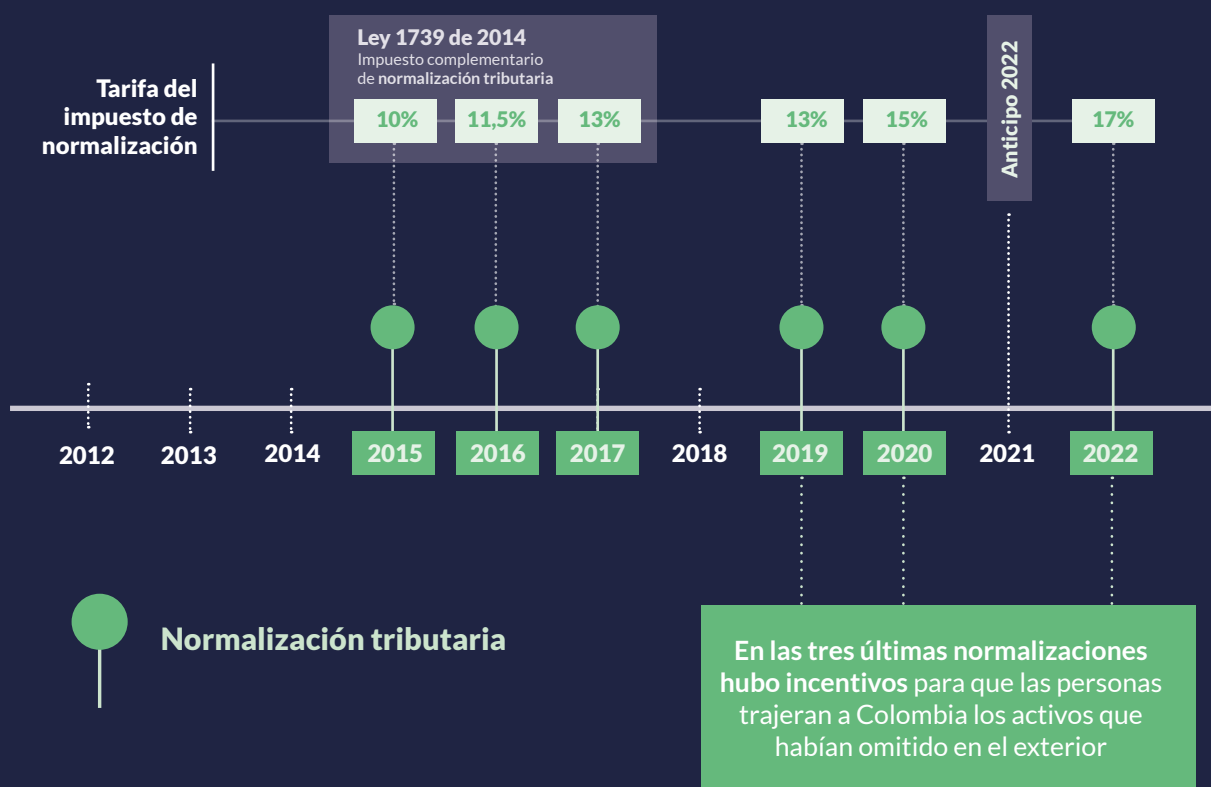 Ley 1739 de 2014
Impuesto complementario
de normalización tributaria
Tarifa del
impuesto de
normalización
10%
11,5%
13%
13%
15%
Anticipo 2022
17%
2012
2013
2014
2015
2016
2017
2018
2019
2020
2021
2022
Normalización tributaria
En las tres últimas normalizaciones
hubo incentivos para que las personas
trajeran a Colombia los activos que
habían omitido en el exterior